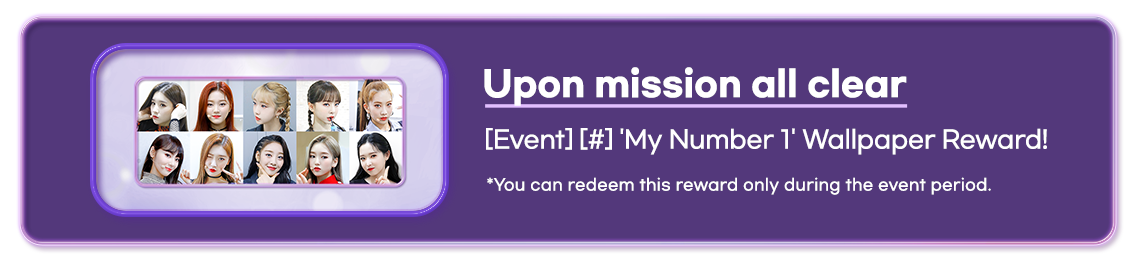 Upon mission all clear
[Event] [#] 'My Number 1' Wallpaper Reward!
*You can redeem this reward only during the event period.